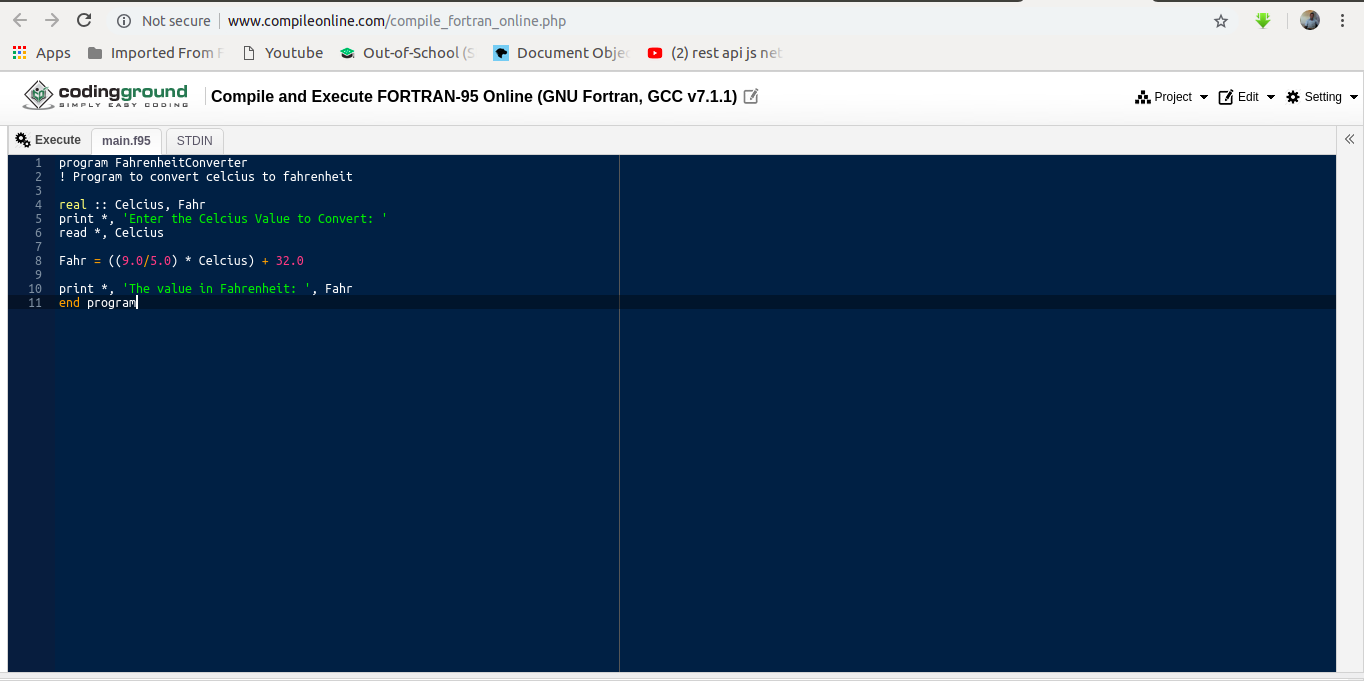 Not secure www.compileonline.com/compile_fortran_online.php
Apps Imported From Youtube Out-of-School (S Document Obje (2) rest api js net
codingground
SIMPLY EASY CODING
Compile and Execute FORTRAN-95 Online (GNU Fortran, GCC v7.1.1) Project Edit Setting
Execute main.f95 STDIN
1 program FahrenheitConverter
2 ! Program to convert celcius to fahrenheit
3
4 real :: Celcius, Fahr
5 print *, 'Enter the Celcius Value to Convert: '
6 read *, Celcius
7
8 Fahr = ((9.0/5.0) * Celcius) + 32.0
9
10 print *, 'The value in Fahrenheit: ', Fahr
11 end program